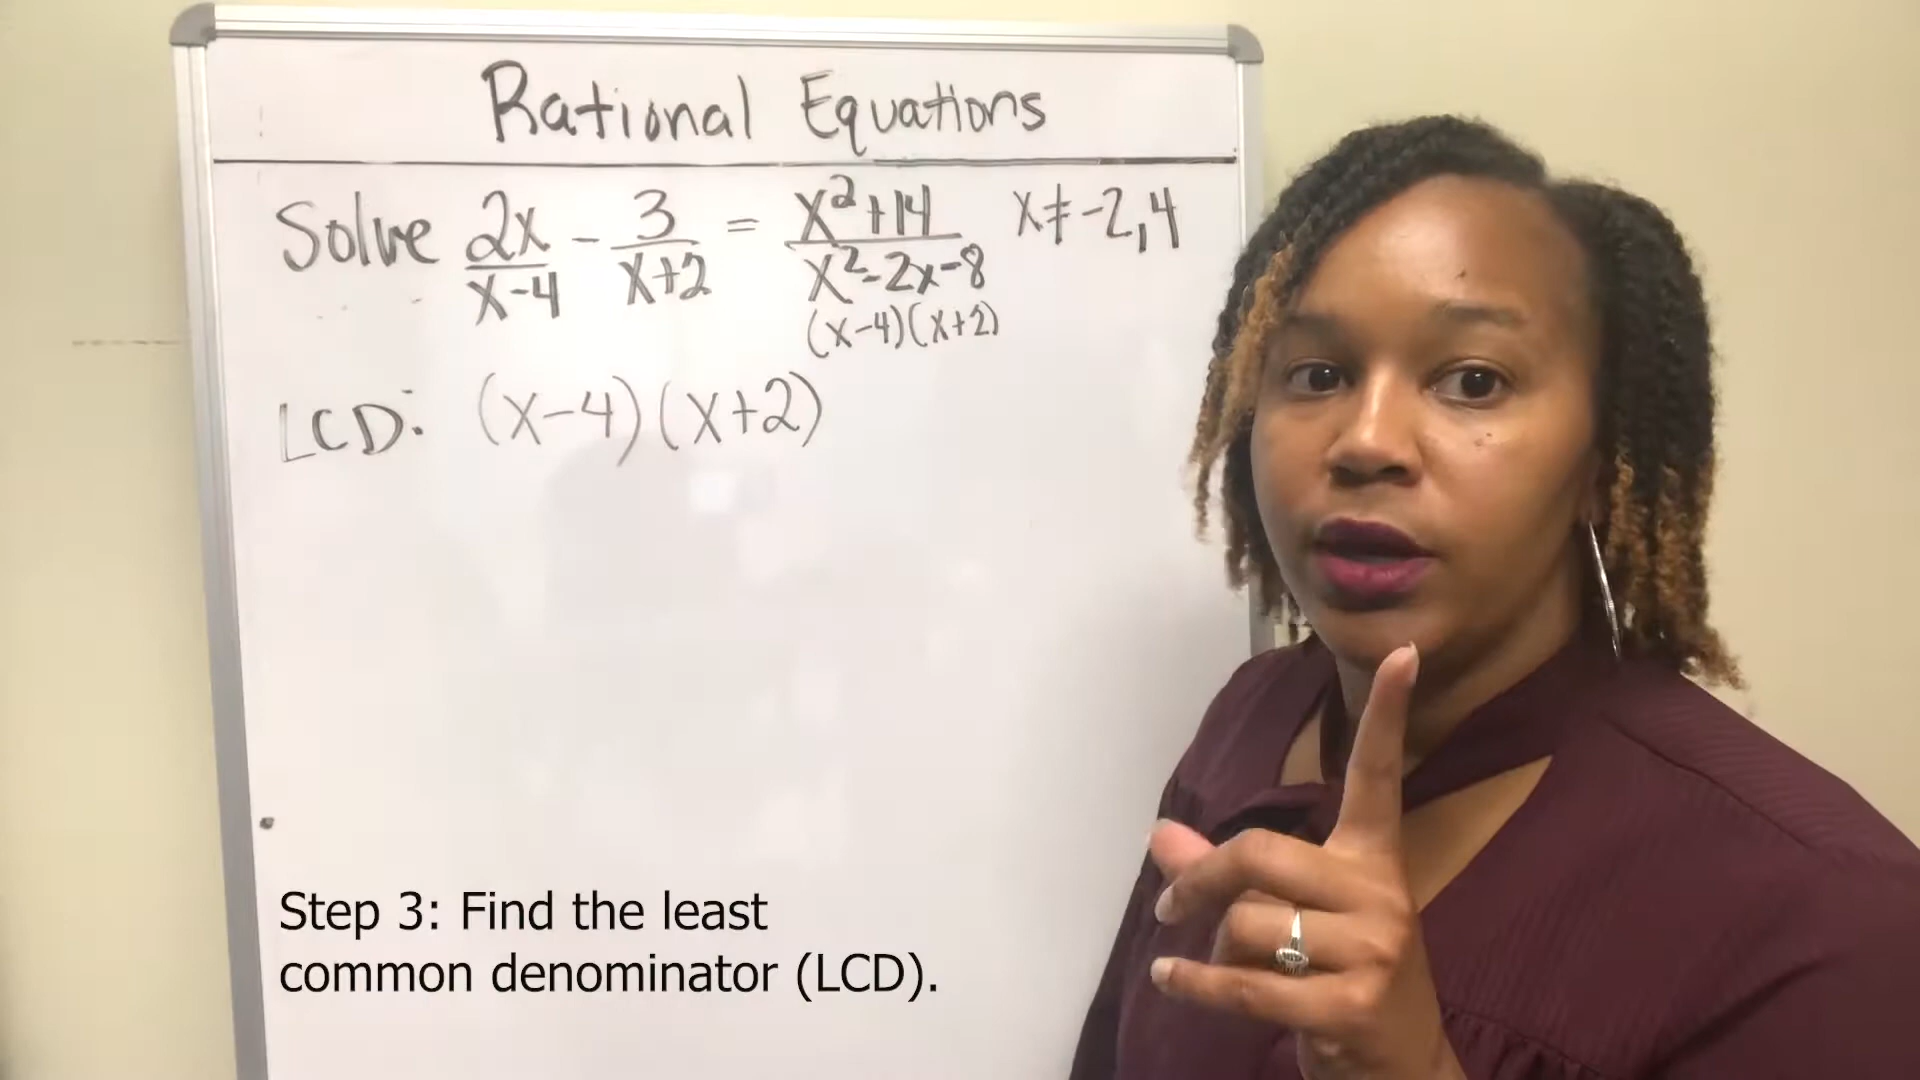 Rational Equations
Solve 2x/x-4 - 3/x+2 = x²+14/x²-2x-8 x≠-2,4
(x-4)(x+2)
LCD: (x-4)(x+2)
Step 3: Find the least
common denominator (LCD).